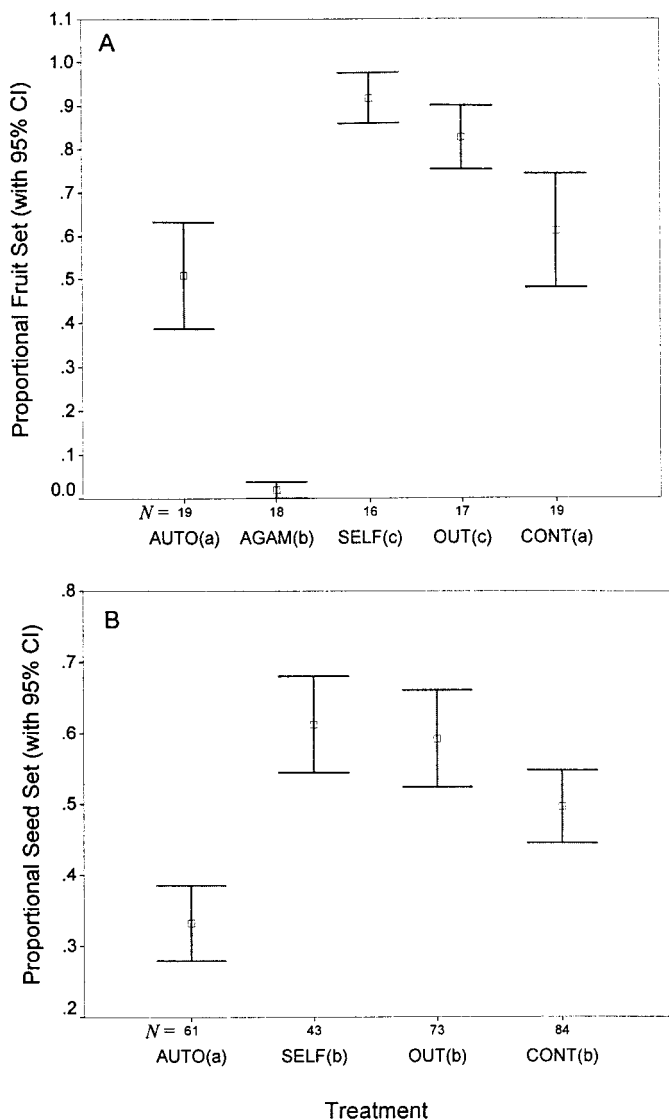 A
Proportional Fruit Set (with 95% CI)
1.1
1.0
.9
.8
.7
.6
.5
.4
.3
.2
.1
0.0
N = 19 18 16 17 19
AUTO(a) AGAM(b) SELF(c) OUT(c) CONT(a)
B
Proportional Seed Set (with 95% CI)
.8
.7
.6
.5
.4
.3
.2
N = 61 43 73 84
AUTO(a) SELF(b) OUT(b) CONT(b)
Treatment